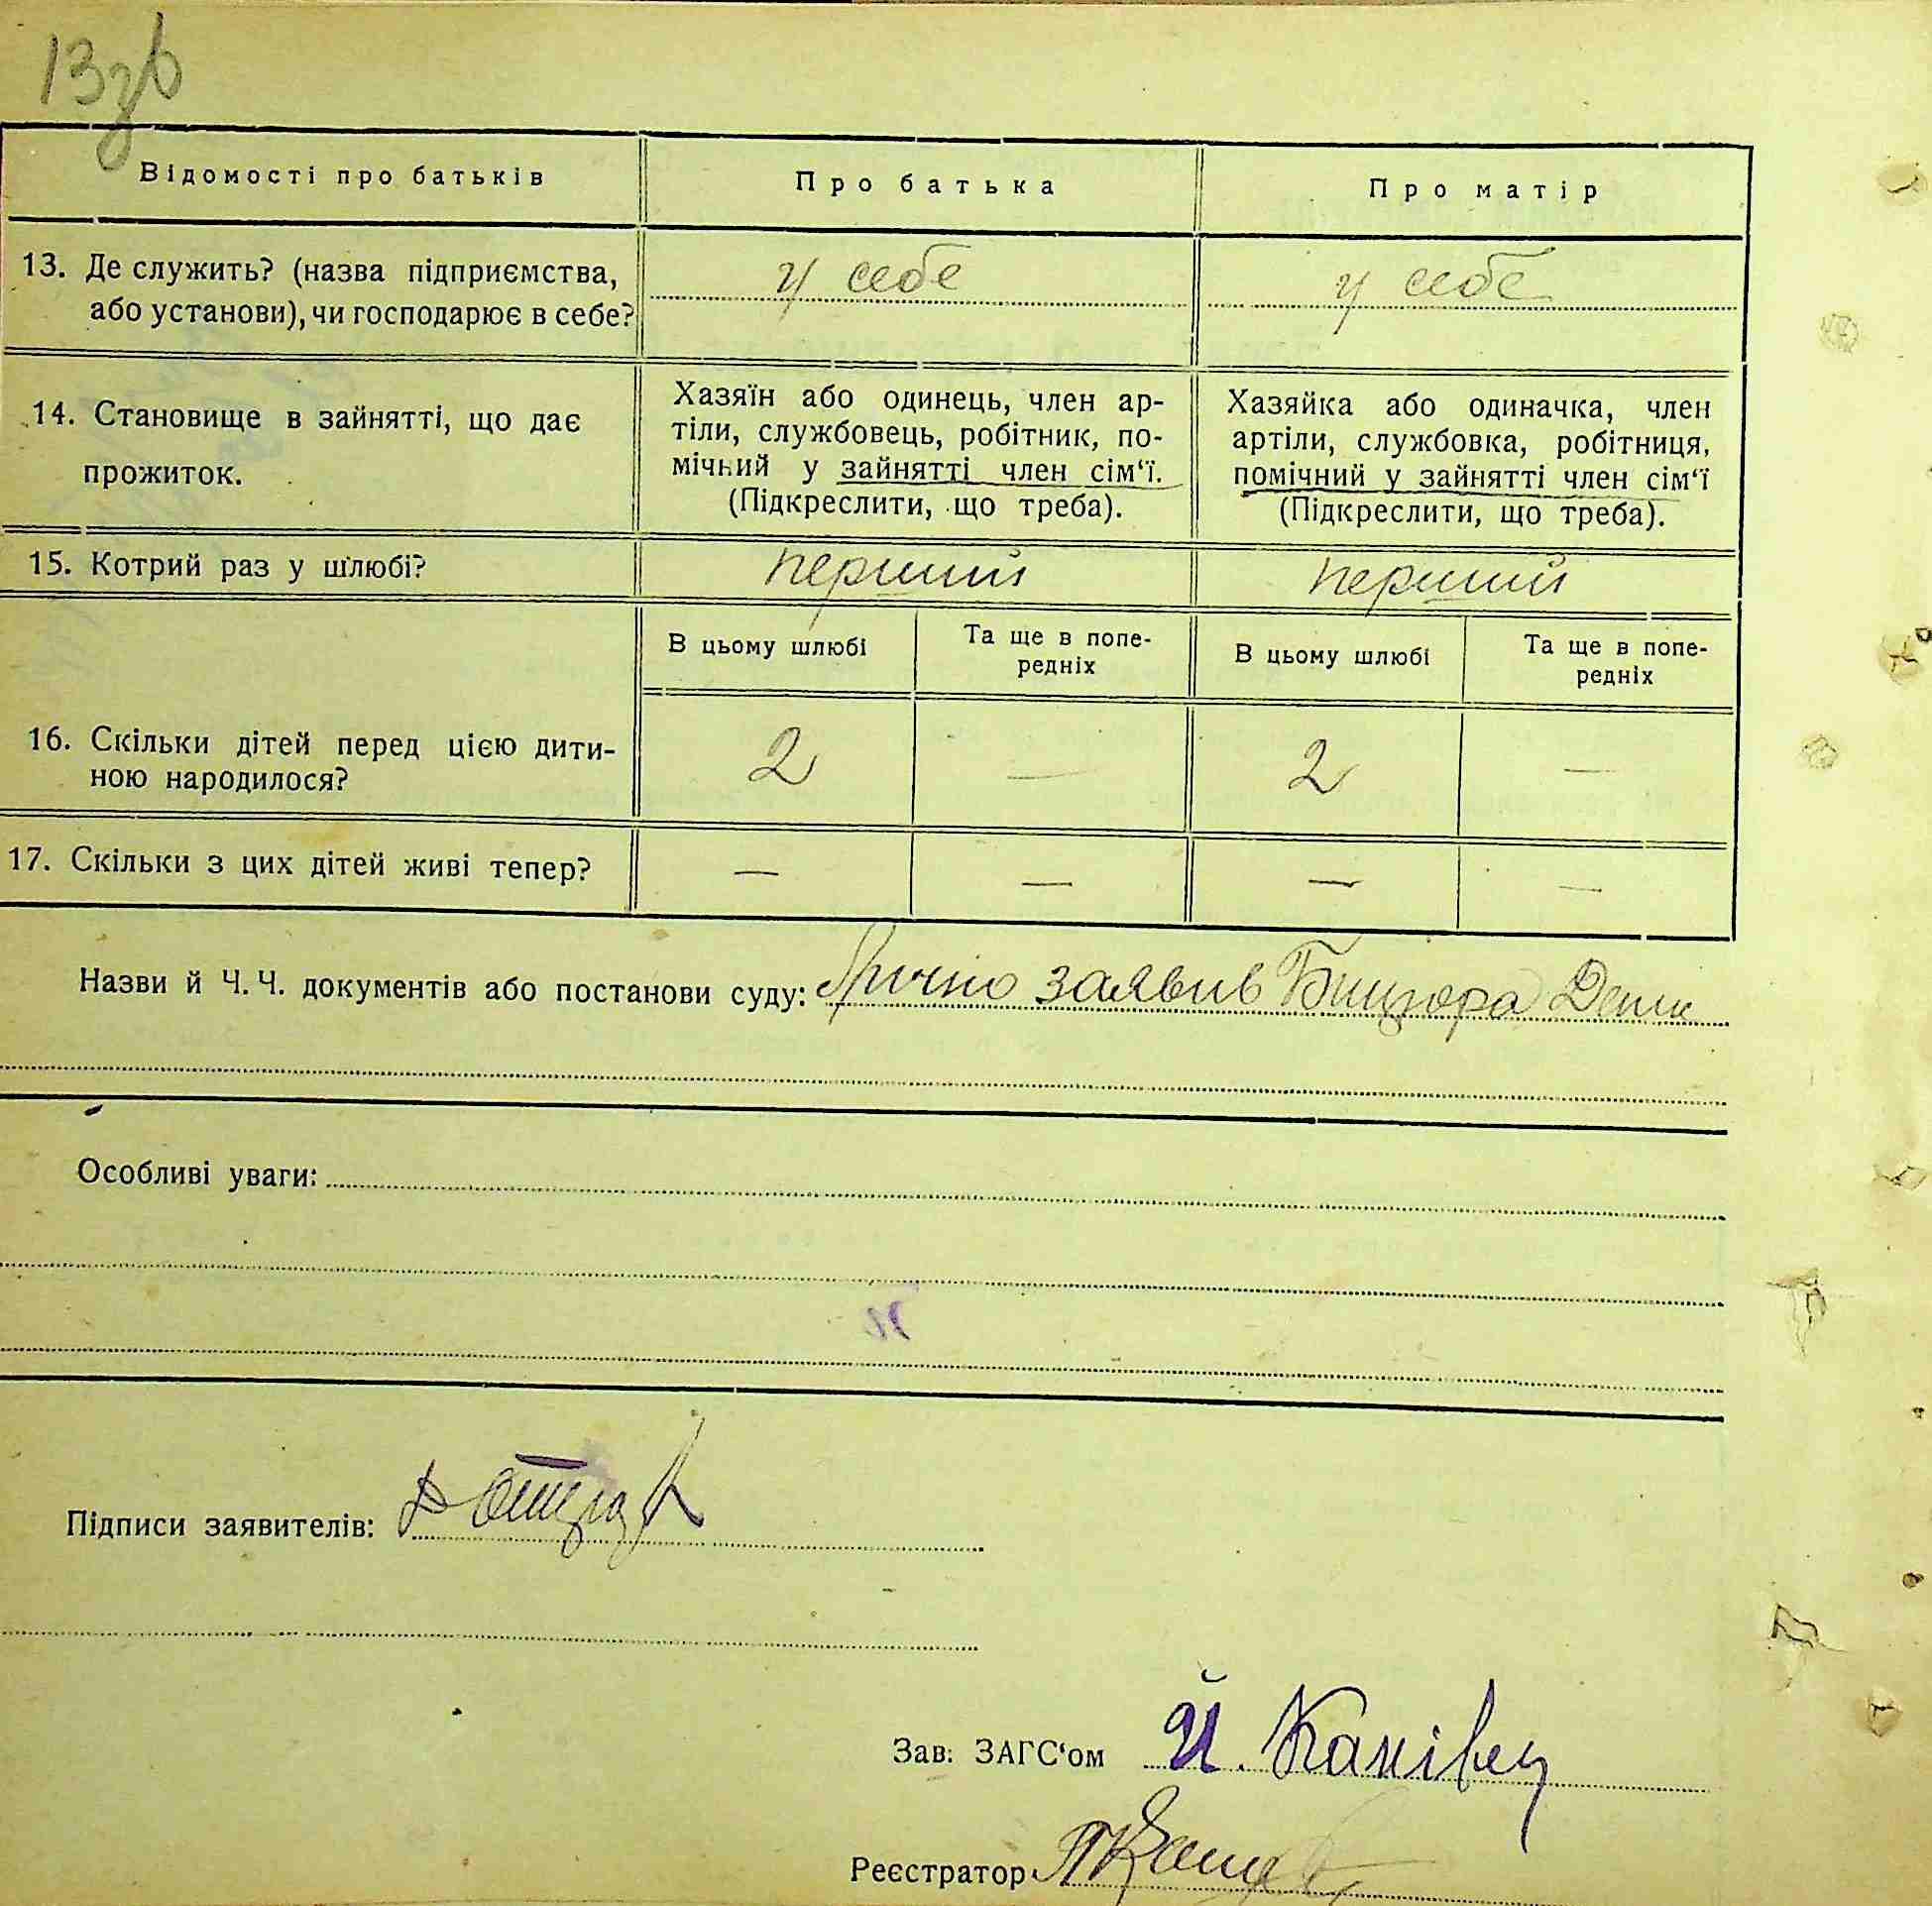 13зв
Відомості про батьків Про батька Про матір
13. Де служить? (назва підприємства, у себе у себе
або установи), чи господарює в себе?
Хазяїн або одинець, член ар- Хазяйка або одиначка, член
14. Становище в зайнятті, що дає тіли, службовець, робітник, по- артіли, службовка, робітниця,
прожиток. мічний у зайнятті член сім‘ї. помічний у зайнятті член сім‘ї
(Підкреслити, що треба). (Підкреслити, що треба).
15. Котрий раз у шлюбі? перший перший
В цьому шлюбі Та ще в попе- В цьому шлюбі Та ще в попе-
редніх редніх
16. Скільки дітей перед цією дити- 2 — 2 —
ною народилося?
17. Скільки з цих дітей живі тепер? — — — —
Назви й Ч. Ч. документів або постанови суду: заявив
Особливі уваги:
Підписи заявителів:
Зав. ЗАГС‘ом Й. Канівец
Реєстратор